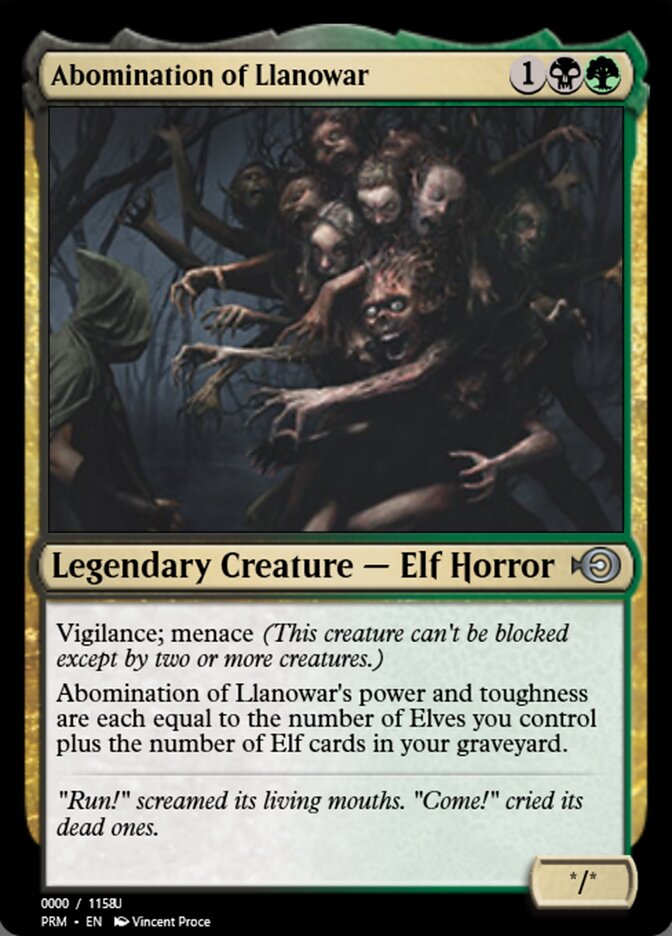 Abomination of Llanowar 1
Legendary Creature — Elf Horror
Vigilance; menace (This creature can't be blocked
except by two or more creatures.)
Abomination of Llanowar's power and toughness
are each equal to the number of Elves you control
plus the number of Elf cards in your graveyard.
"Run!" screamed its living mouths. "Come!" cried its
dead ones.
*/*
0000 / 1158U
PRM • EN Vincent Proce